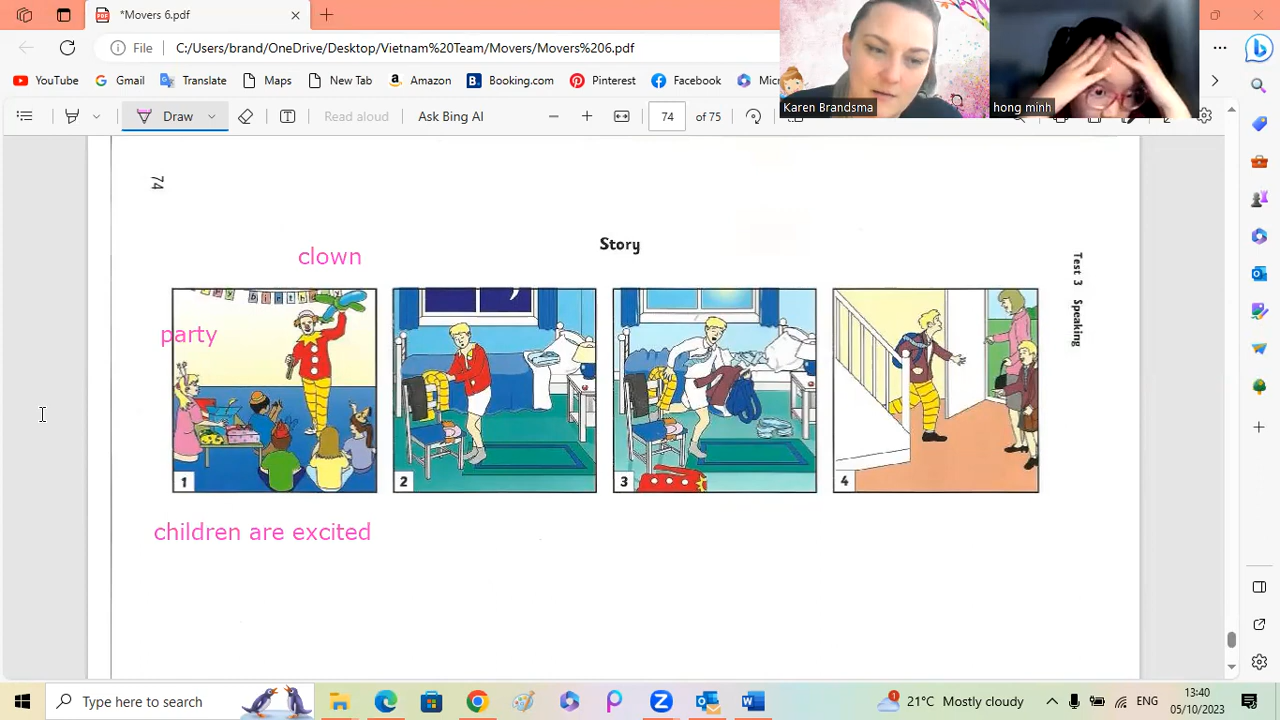 *Movers 6.pdf
File
C:/Users/brand/OneDrive/Desktop/Vietnam%20Team/Movers/Movers%206.pdf
YouTube
Gmail
Translate
Maps
New Tab
Amazon
Booking.com
Pinterest
Facebook
Karen Brandsma
hong minh
Draw
Read aloud
Ask Bing AI
74
of 75
74
Story
Test 3 Speaking
clown
party
children are excited
1
2
3
4
Type here to search
1
21°C Mostly cloudy
ENG
13:40
05/10/2023